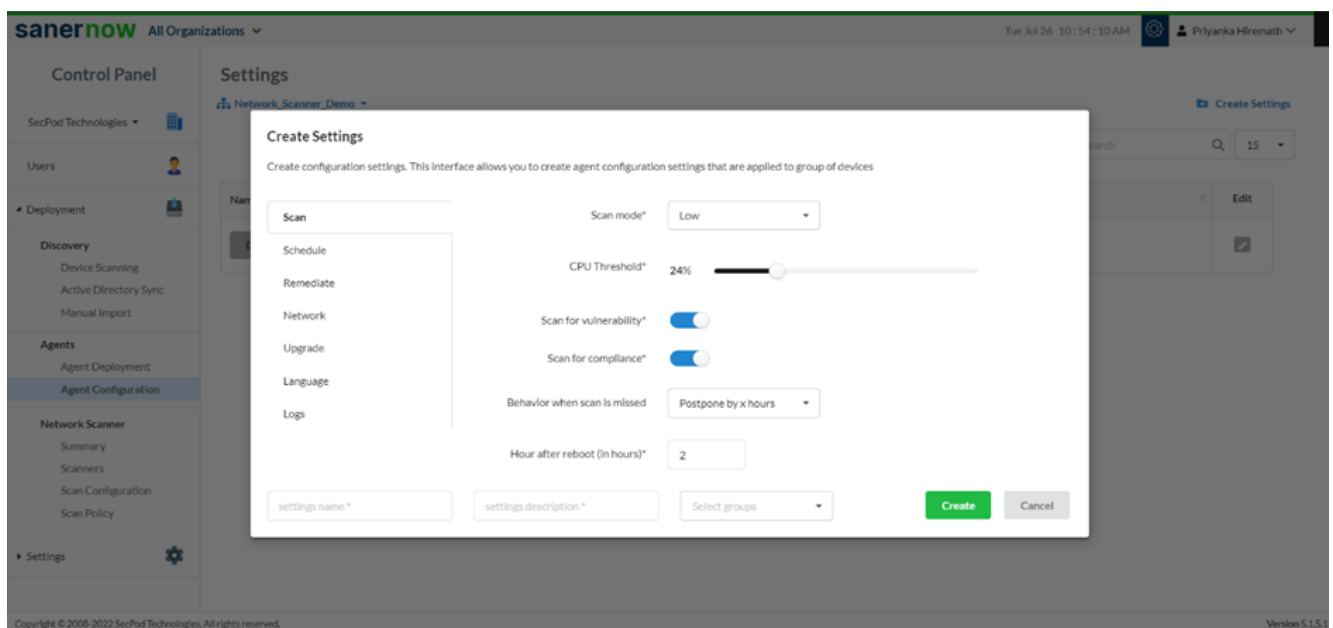 sanernow All Organizations
Tue Jul 26 10:54:10 AM
Priyanka Hiremath
Control Panel
SecPod Technologies
Users
Deployment
Discovery
Device Scanning
Active Directory Sync
Manual Import
Agents
Agent Deployment
Agent Configuration
Network Scanner
Summary
Scanners
Scan Configuration
Scan Policy
Settings
Settings
Network_Scanner_Demo
Create Settings
15
Edit
Create Settings
Create configuration settings. This interface allows you to create agent configuration settings that are applied to group of devices
Scan
Schedule
Remediate
Network
Upgrade
Language
Logs
Scan mode* Low
CPU Threshold* 24%
Scan for vulnerability*
Scan for compliance*
Behavior when scan is missed Postpone by x hours
Hour after reboot (in hours)* 2
settings name *
settings description *
Select groups
Create
Cancel
Copyright © 2008-2022 SecPod Technologies. All rights reserved.
Version 5.1.5.1